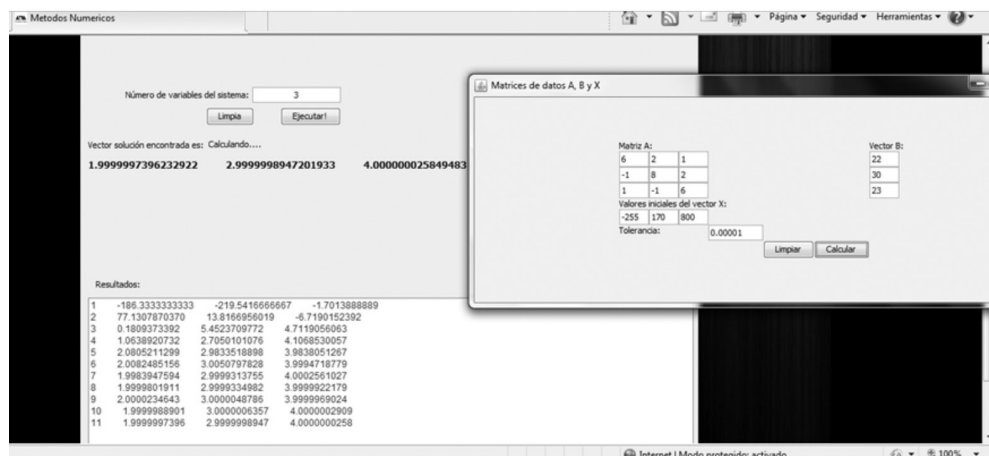 Metodos Numericos
Página Seguridad Herramientas
Número de variables del sistema: 3
Limpia Ejecutar!
Vector solución encontrada es: Calculando....
1.9999997396232922 2.9999998947201933 4.000000025849483
Matrices de datos A, B y X
Matriz A: Vector B:
6 2 1 22
-1 8 2 30
1 -1 6 23
Valores iniciales del vector X:
-255 170 800
Tolerancia: 0.00001
Limpiar Calcular
Resultados:
1 -186.3333333333 -219.5416666667 -1.7013888889
2 77.1307870370 13.8166956019 -6.7190152392
3 0.1809373392 5.4523709772 4.7119056063
4 1.0638920732 2.7050101076 4.1068530057
5 2.0805211299 2.9833518898 3.9838051267
6 2.0082485156 3.0050797828 3.9994718779
7 1.9983947594 2.9999313755 4.0002561027
8 1.9999801911 2.9999334982 3.9999922179
9 2.0000234643 3.0000048786 3.9999969024
10 1.9999988901 3.0000006357 4.0000002909
11 1.9999997396 2.9999998947 4.0000000258
Internet | Modo protegido: activado 100%